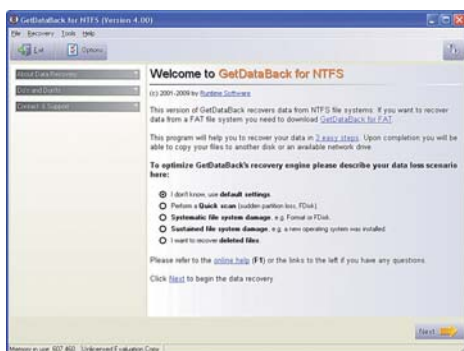 GetDataBack for NTFS (Version 4.00)
File Recovery Tools Help
Exit Options
About Data Recovery
Do's and Don'ts
Contact & Support
Welcome to GetDataBack for NTFS
(c) 2001-2009 by Runtime Software
This version of GetDataBack recovers data from NTFS file systems. If you want to recover
data from a FAT file system you need to download GetDataBack for FAT.
This program will help you to recover your data in 3 easy steps. Upon completion you will be
able to copy your files to another disk or an available network drive.
To optimize GetDataBack's recovery engine please describe your data loss scenario
here:
I don't know, use default settings.
Perform a Quick scan (sudden partition loss, FDisk).
Systematic file system damage, e.g. Format or FDisk.
Sustained file system damage, e.g. a new operating system was installed
I want to recover deleted files.
Please refer to the online help (F1) or the links to the left if you have any questions.
Click Next to begin the data recovery
Next
Memory in use: 607,460 Unlicensed Evaluation Copy